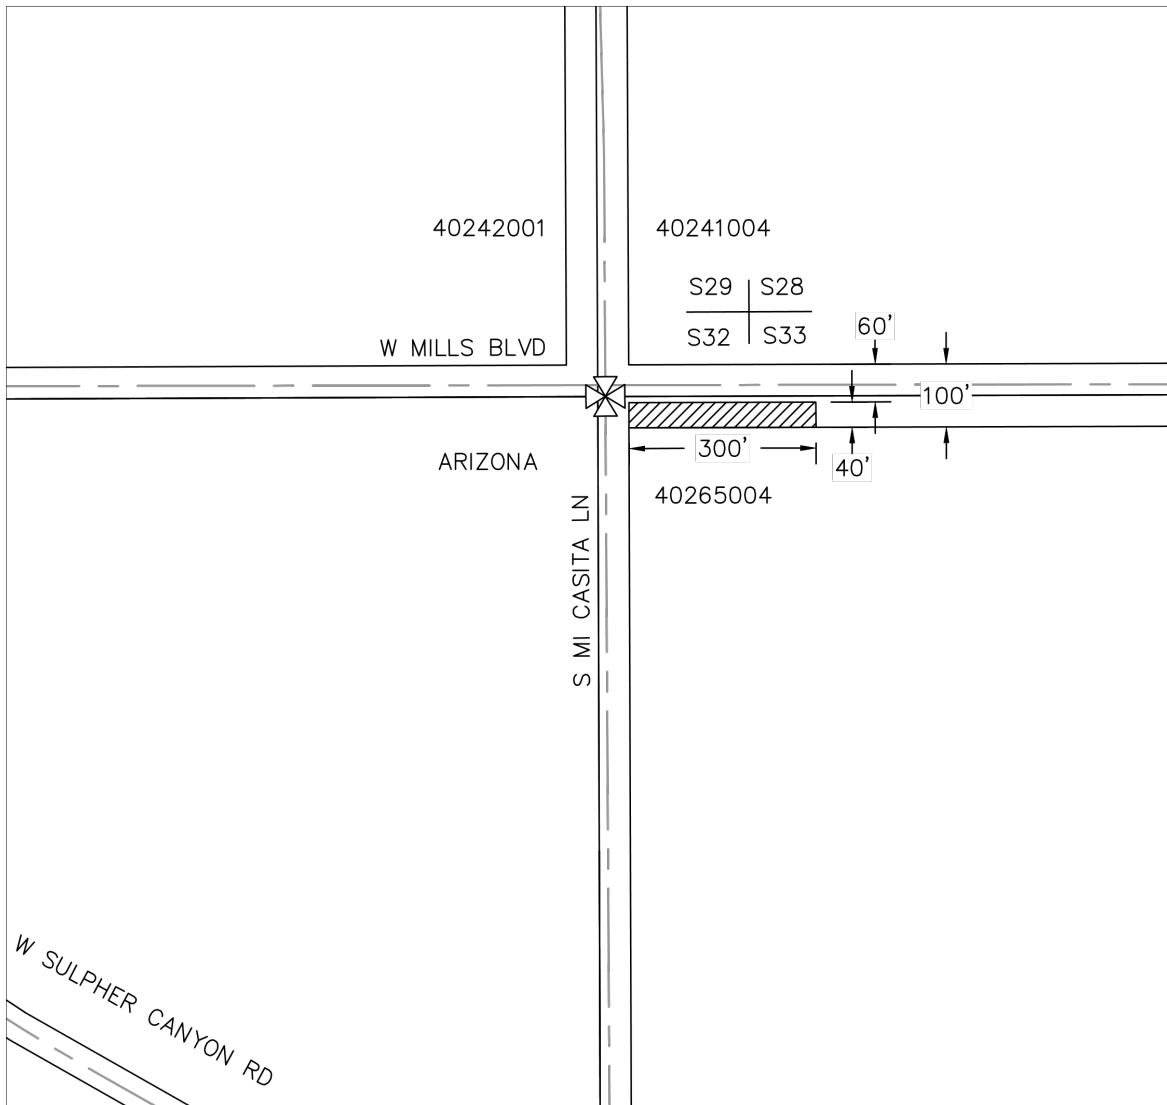 40242001
40241004
S29 S28
S32 S33
60'
W MILLS BLVD
100'
300'
40'
ARIZONA
40265004
S MI CASITA LN
W SULPHER CANYON RD